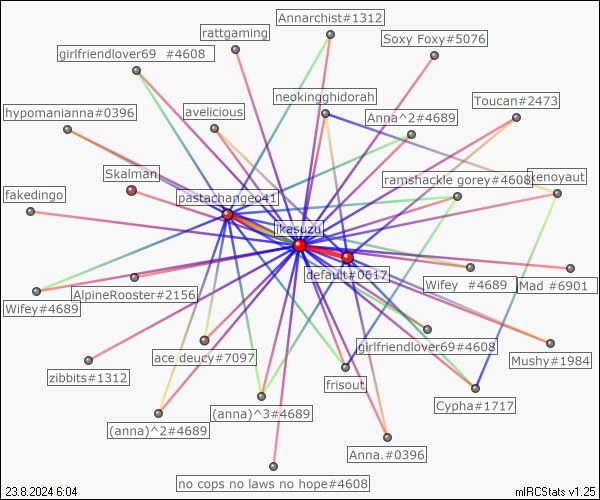 Annarchist#1312
rattgaming
Soxy Foxy#5076
girlfriendlover69 #4608
neokingghidorah
Toucan#2473
hypomanianna#0396
avelicious
Anna^2#4689
Skalman
ramshackle gorey#4608
kenoyaut
fakedingo
pastachangeo41
ikasuzu
default#0617
Wifey #4689
Mad #6901
Wifey#4689
AlpineRooster#2156
girlfriendlover69#4608
ace deucy#7097
Mushy#1984
zibbits#1312
frisout
Cypha#1717
(anna)^3#4689
(anna)^2#4689
Anna.#0396
no cops no laws no hope#4608
23.8.2024 6:04
mIRCStats v1.25